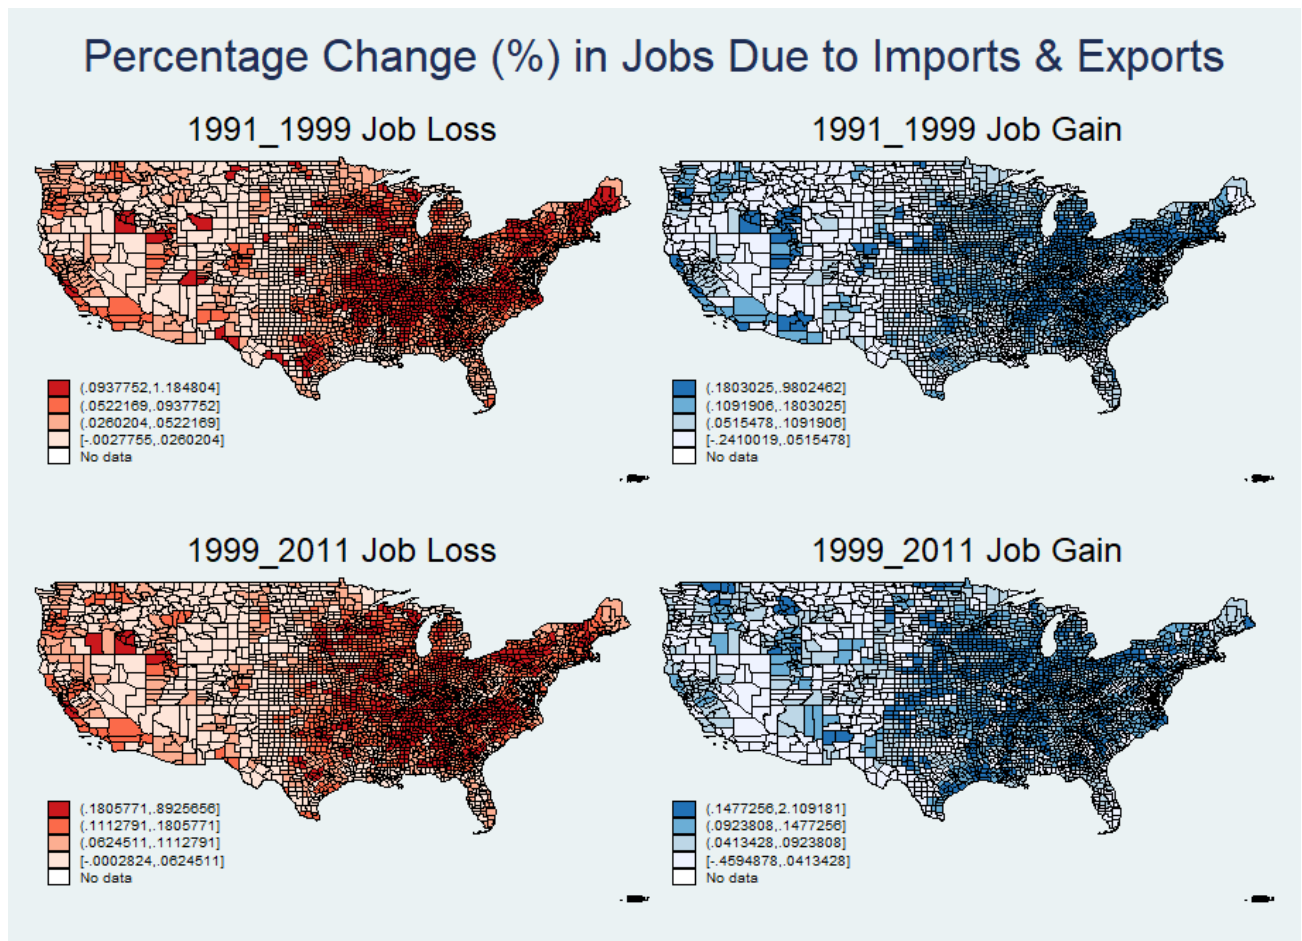 Percentage Change (%) in Jobs Due to Imports & Exports
1991_1999 Job Loss
(.0937752,1.184804]
(.0522169,.0937752]
(.0260204,.0522169]
[-.0027755,.0260204]
No data
1991_1999 Job Gain
(.1803025,.9802462]
(.1091906,.1803025]
(.0515478,.1091906]
[-.2410019,.0515478]
No data
1999_2011 Job Loss
(.1805771,.8925656]
(.1112791,.1805771]
(.0624511,.1112791]
[-.0002824,.0624511]
No data
1999_2011 Job Gain
(.1477256,2.109181]
(.0923808,.1477256]
(.0413428,.0923808]
[-.4594878,.0413428]
No data